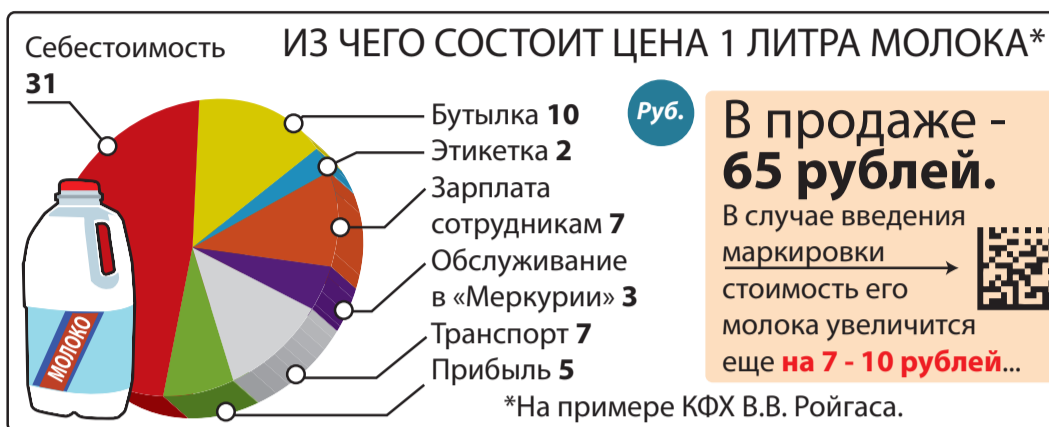 ИЗ ЧЕГО СОСТОИТ ЦЕНА 1 ЛИТРА МОЛОКА*
Себестоимость
31
Бутылка 10
Этикетка 2
Зарплата
сотрудникам 7
Обслуживание
в «Меркурии» 3
Транспорт 7
Прибыль 5
МОЛОКО
Руб.
В продаже -
65 рублей.
В случае введения
маркировки
стоимость его
молока увеличится
еще на 7 - 10 рублей...
*На примере КФХ В.В. Ройгаса.